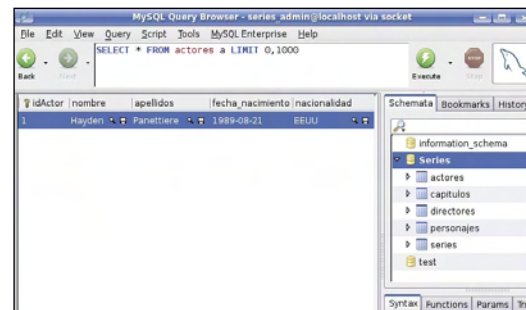 MySQL Query Browser - series_admin@localhost via socket
File Edit View Query Script Tools MySQL Enterprise Help
SELECT * FROM actores a LIMIT 0,1000
Back Next Execute Stop
idActor nombre apellidos fecha_nacimiento nacionalidad
1 Hayden Panettiere 1989-08-21 EEUU
Schemata Bookmarks History
information_schema
Series
actores
capitulos
directores
personajes
series
test
Syntax Functions Params